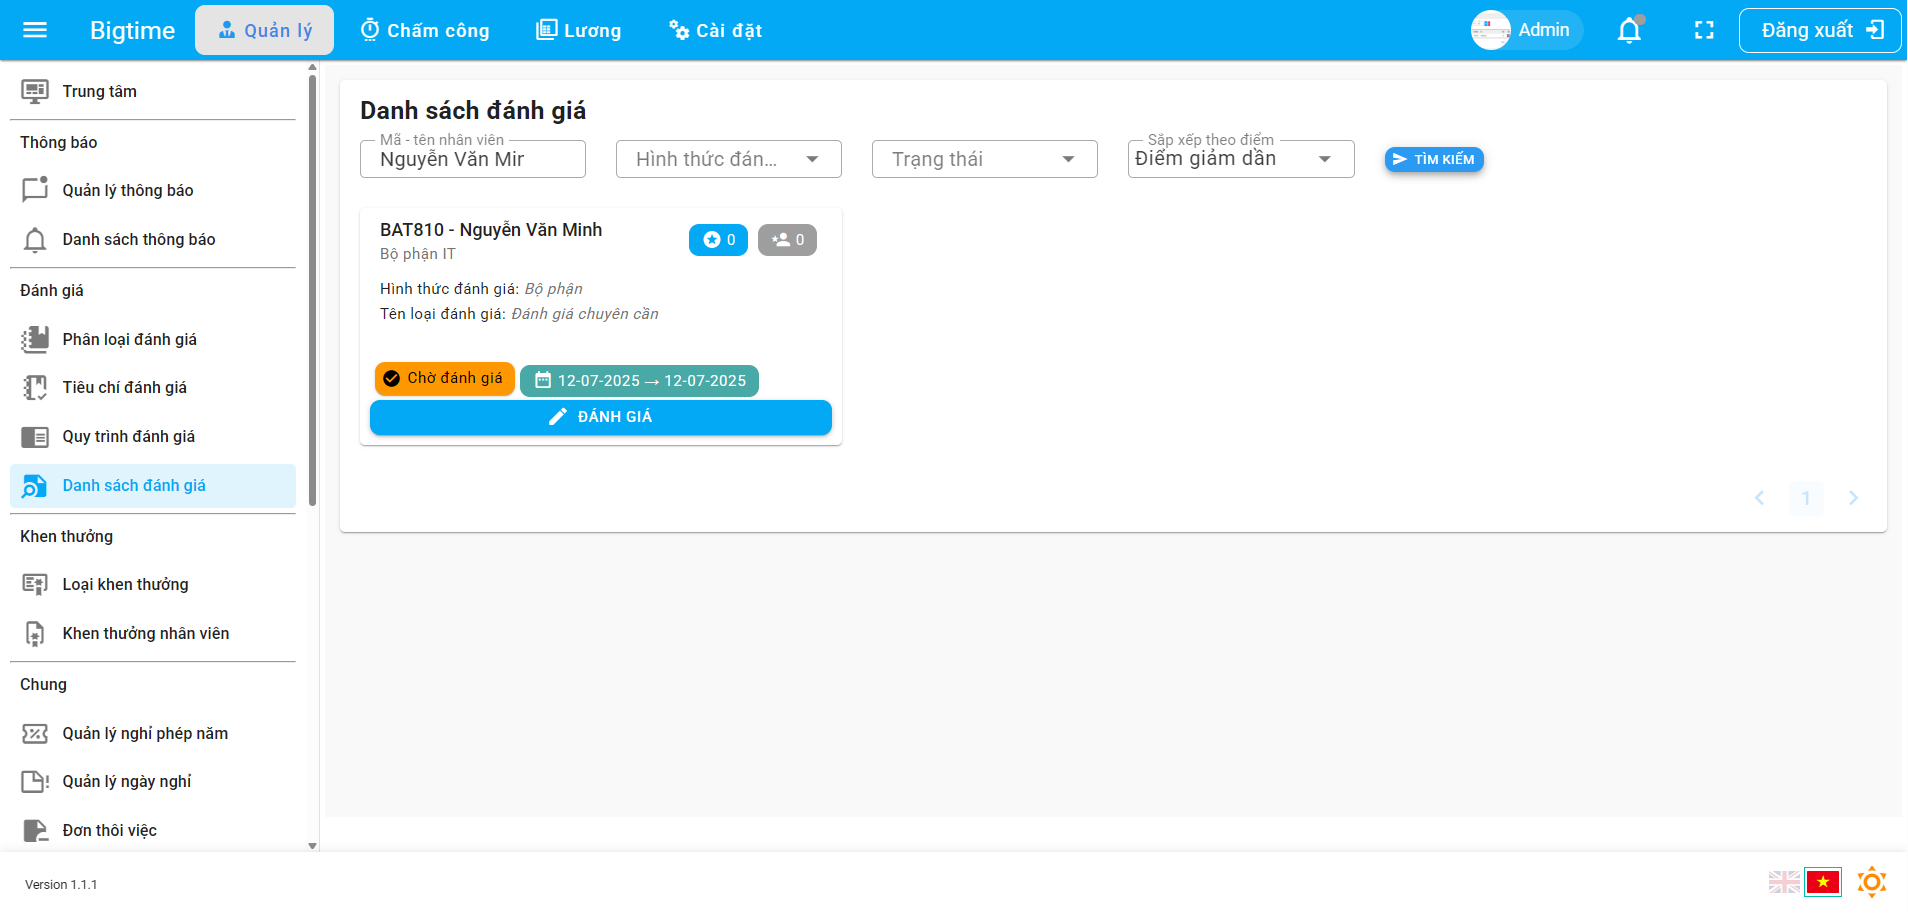 Bigtime
Quản lý
Chấm công
Lương
Cài đặt
Admin
Đăng xuất
Trung tâm
Thông báo
Quản lý thông báo
Danh sách thông báo
Đánh giá
Phân loại đánh giá
Tiêu chí đánh giá
Quy trình đánh giá
Danh sách đánh giá
Khen thưởng
Loại khen thưởng
Khen thưởng nhân viên
Chung
Quản lý nghỉ phép năm
Quản lý ngày nghỉ
Đơn thôi việc
Danh sách đánh giá
Mã - tên nhân viên
Nguyễn Văn Mir
Hình thức đán...
Trạng thái
Sắp xếp theo điểm
Điểm giảm dần
TÌM KIẾM
BAT810 - Nguyễn Văn Minh
0
0
Bộ phận IT
Hình thức đánh giá: Bộ phận
Tên loại đánh giá: Đánh giá chuyên cần
Chờ đánh giá
12-07-2025 → 12-07-2025
ĐÁNH GIÁ
1
Version 1.1.1